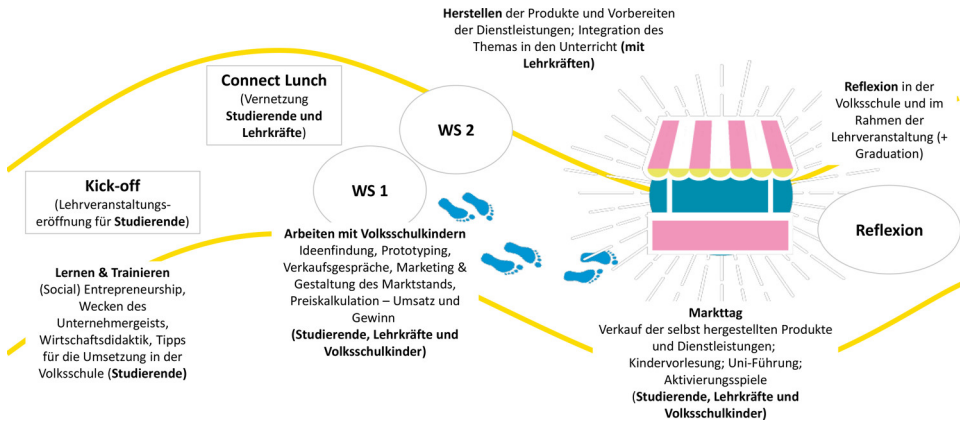 Kick-off
(Lehrveranstaltungs-
eröffnung für Studierende)
Lernen & Trainieren
(Social) Entrepreneurship,
Wecken des
Unternehmergeists,
Wirtschaftsdidaktik, Tipps
für die Umsetzung in der
Volksschule (Studierende)
Connect Lunch
(Vernetzung
Studierende und
Lehrkräfte)
WS 1
WS 2
Arbeiten mit Volksschulkindern
Ideenfindung, Prototyping,
Verkaufsgespräche, Marketing &
Gestaltung des Marktstands,
Preiskalkulation – Umsatz und
Gewinn
(Studierende, Lehrkräfte und
Volksschulkinder)
Herstellen der Produkte und Vorbereiten
der Dienstleistungen; Integration des
Themas in den Unterricht (mit
Lehrkräften)
Markttag
Verkauf der selbst hergestellten Produkte
und Dienstleistungen;
Kindervorlesung; Uni-Führung;
Aktivierungsspiele
(Studierende, Lehrkräfte und
Volksschulkinder)
Reflexion in der
Volksschule und im
Rahmen der
Lehrveranstaltung (+
Graduation)
Reflexion